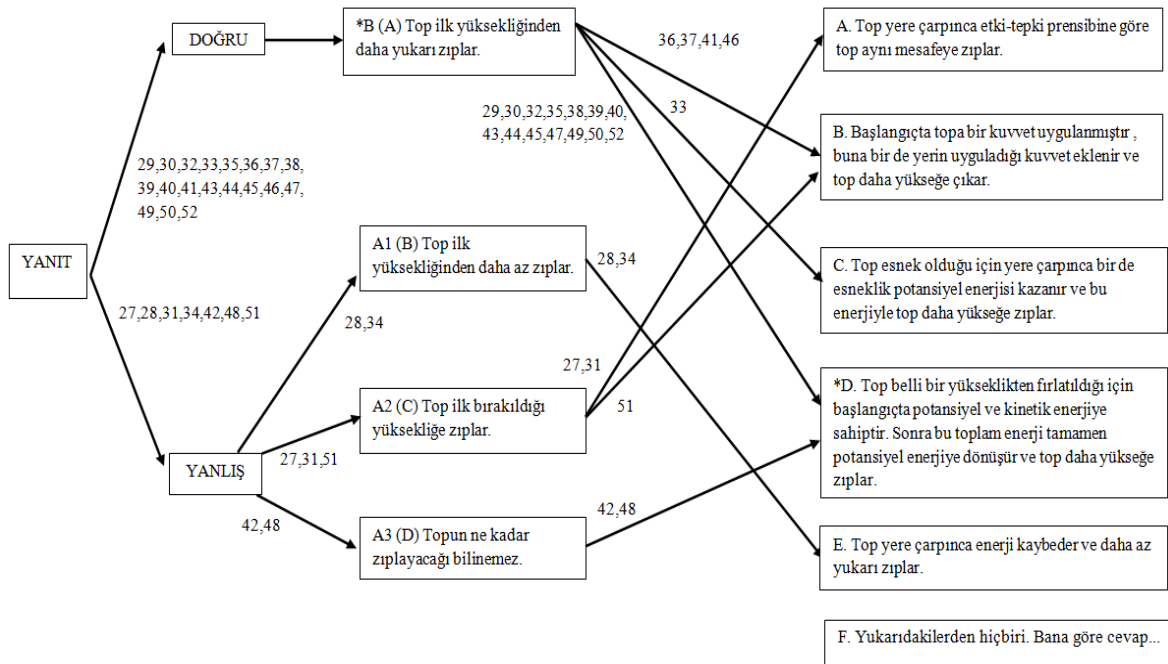 DOĞRU
*B (A) Top ilk yüksekliğinden
daha yukarı zıplar.
36,37,41,46
A. Top yere çarpınca etki-tepki prensibine göre
top aynı mesafeye zıplar.
29,30,32,35,38,39,40,
43,44,45,47,49,50,52
33
B. Başlangıçta topa bir kuvvet uygulanmıştır ,
buna bir de yerin uyguladığı kuvvet eklenir ve
top daha yükseğe çıkar.
29,30,32,33,35,36,37,38,
39,40,41,43,44,45,46,47,
49,50,52
YANIT
A1 (B) Top ilk
yüksekliğinden daha az zıplar.
28,34
C. Top esnek olduğu için yere çarpınca bir de
esneklik potansiyel enerjisi kazanır ve bu
enerjiyle top daha yükseğe zıplar.
27,28,31,34,42,48,51
28,34
27,31
51
A2 (C) Top ilk bırakıldığı
yüksekliğe zıplar.
*D. Top belli bir yükseklikten fırlatıldığı için
başlangıçta potansiyel ve kinetik enerjiye
sahiptir. Sonra bu toplam enerji tamamen
potansiyel enerjiye dönüşür ve top daha yükseğe
zıplar.
YANLIŞ
27,31,51
42,48
A3 (D) Topun ne kadar
zıplayacağı bilinemez.
42,48
E. Top yere çarpınca enerji kaybeder ve daha az
yukarı zıplar.
F. Yukarıdakilerden hiçbiri. Bana göre cevap...